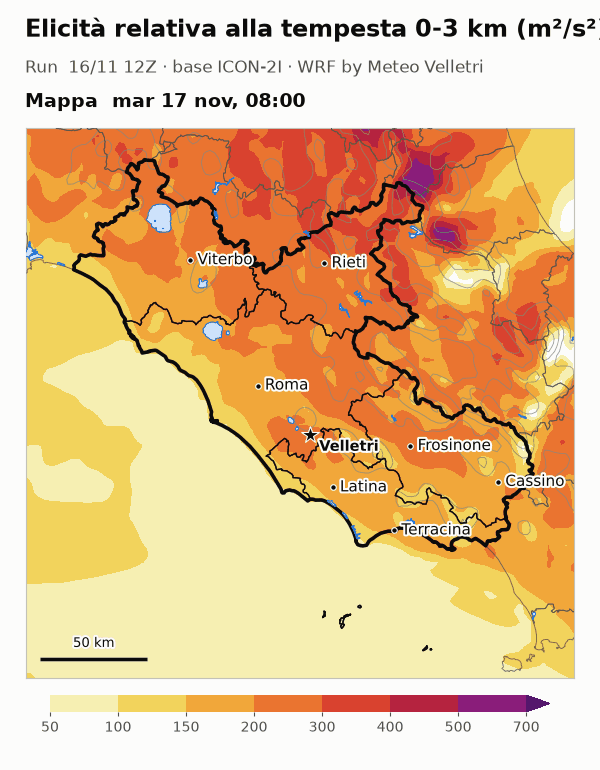 Elicità relativa alla tempesta 0-3 km (m²/s²)
Run  16/11 12Z · base ICON-2I · WRF by Meteo Velletri
Mappa  mar 17 nov, 08:00
Viterbo
Rieti
Roma
Velletri
Frosinone
Cassino
Latina
Terracina
50 km
50 100 150 200 300 400 500 700